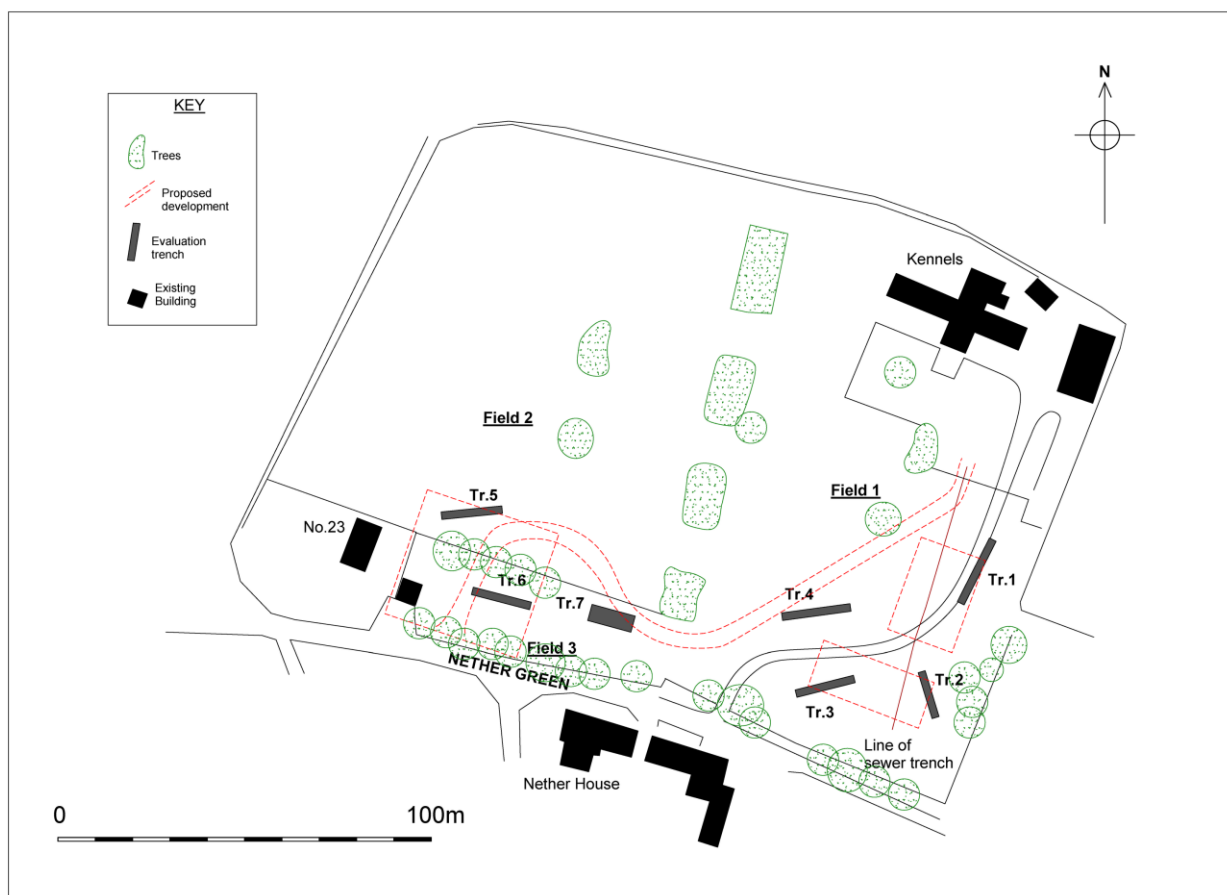 N
KEY
Trees
Proposed
development
Evaluation
trench
Existing
Building
Kennels
Field 2
Field 1
Tr.5
No.23
Tr.6
Tr.7
Tr.4
Tr.1
Field 3
NETHER GREEN
Tr.2
Tr.3
Line of
sewer trench
Nether House
0
100m